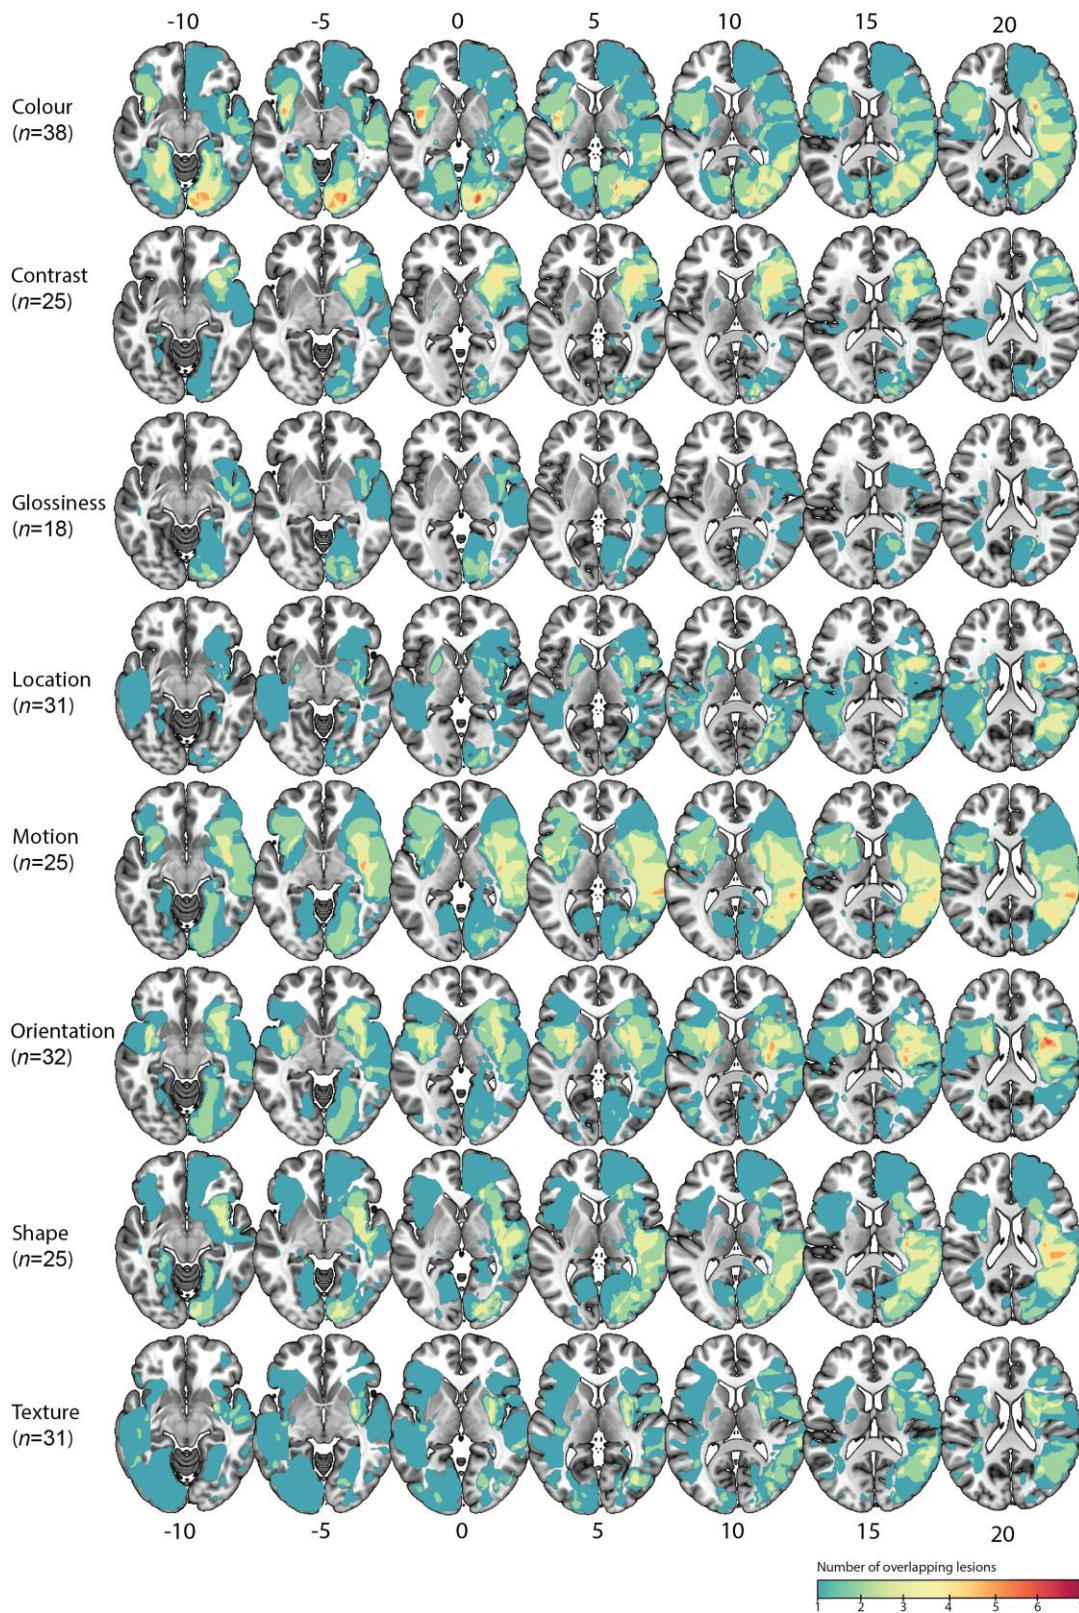 -10 -5 0 5 10 15 20
Colour
(n=38)
Contrast
(n=25)
Glossiness
(n=18)
Location
(n=31)
Motion
(n=25)
Orientation
(n=32)
Shape
(n=25)
Texture
(n=31)
-10 -5 0 5 10 15 20
Number of overlapping lesions
1 2 3 4 5 6